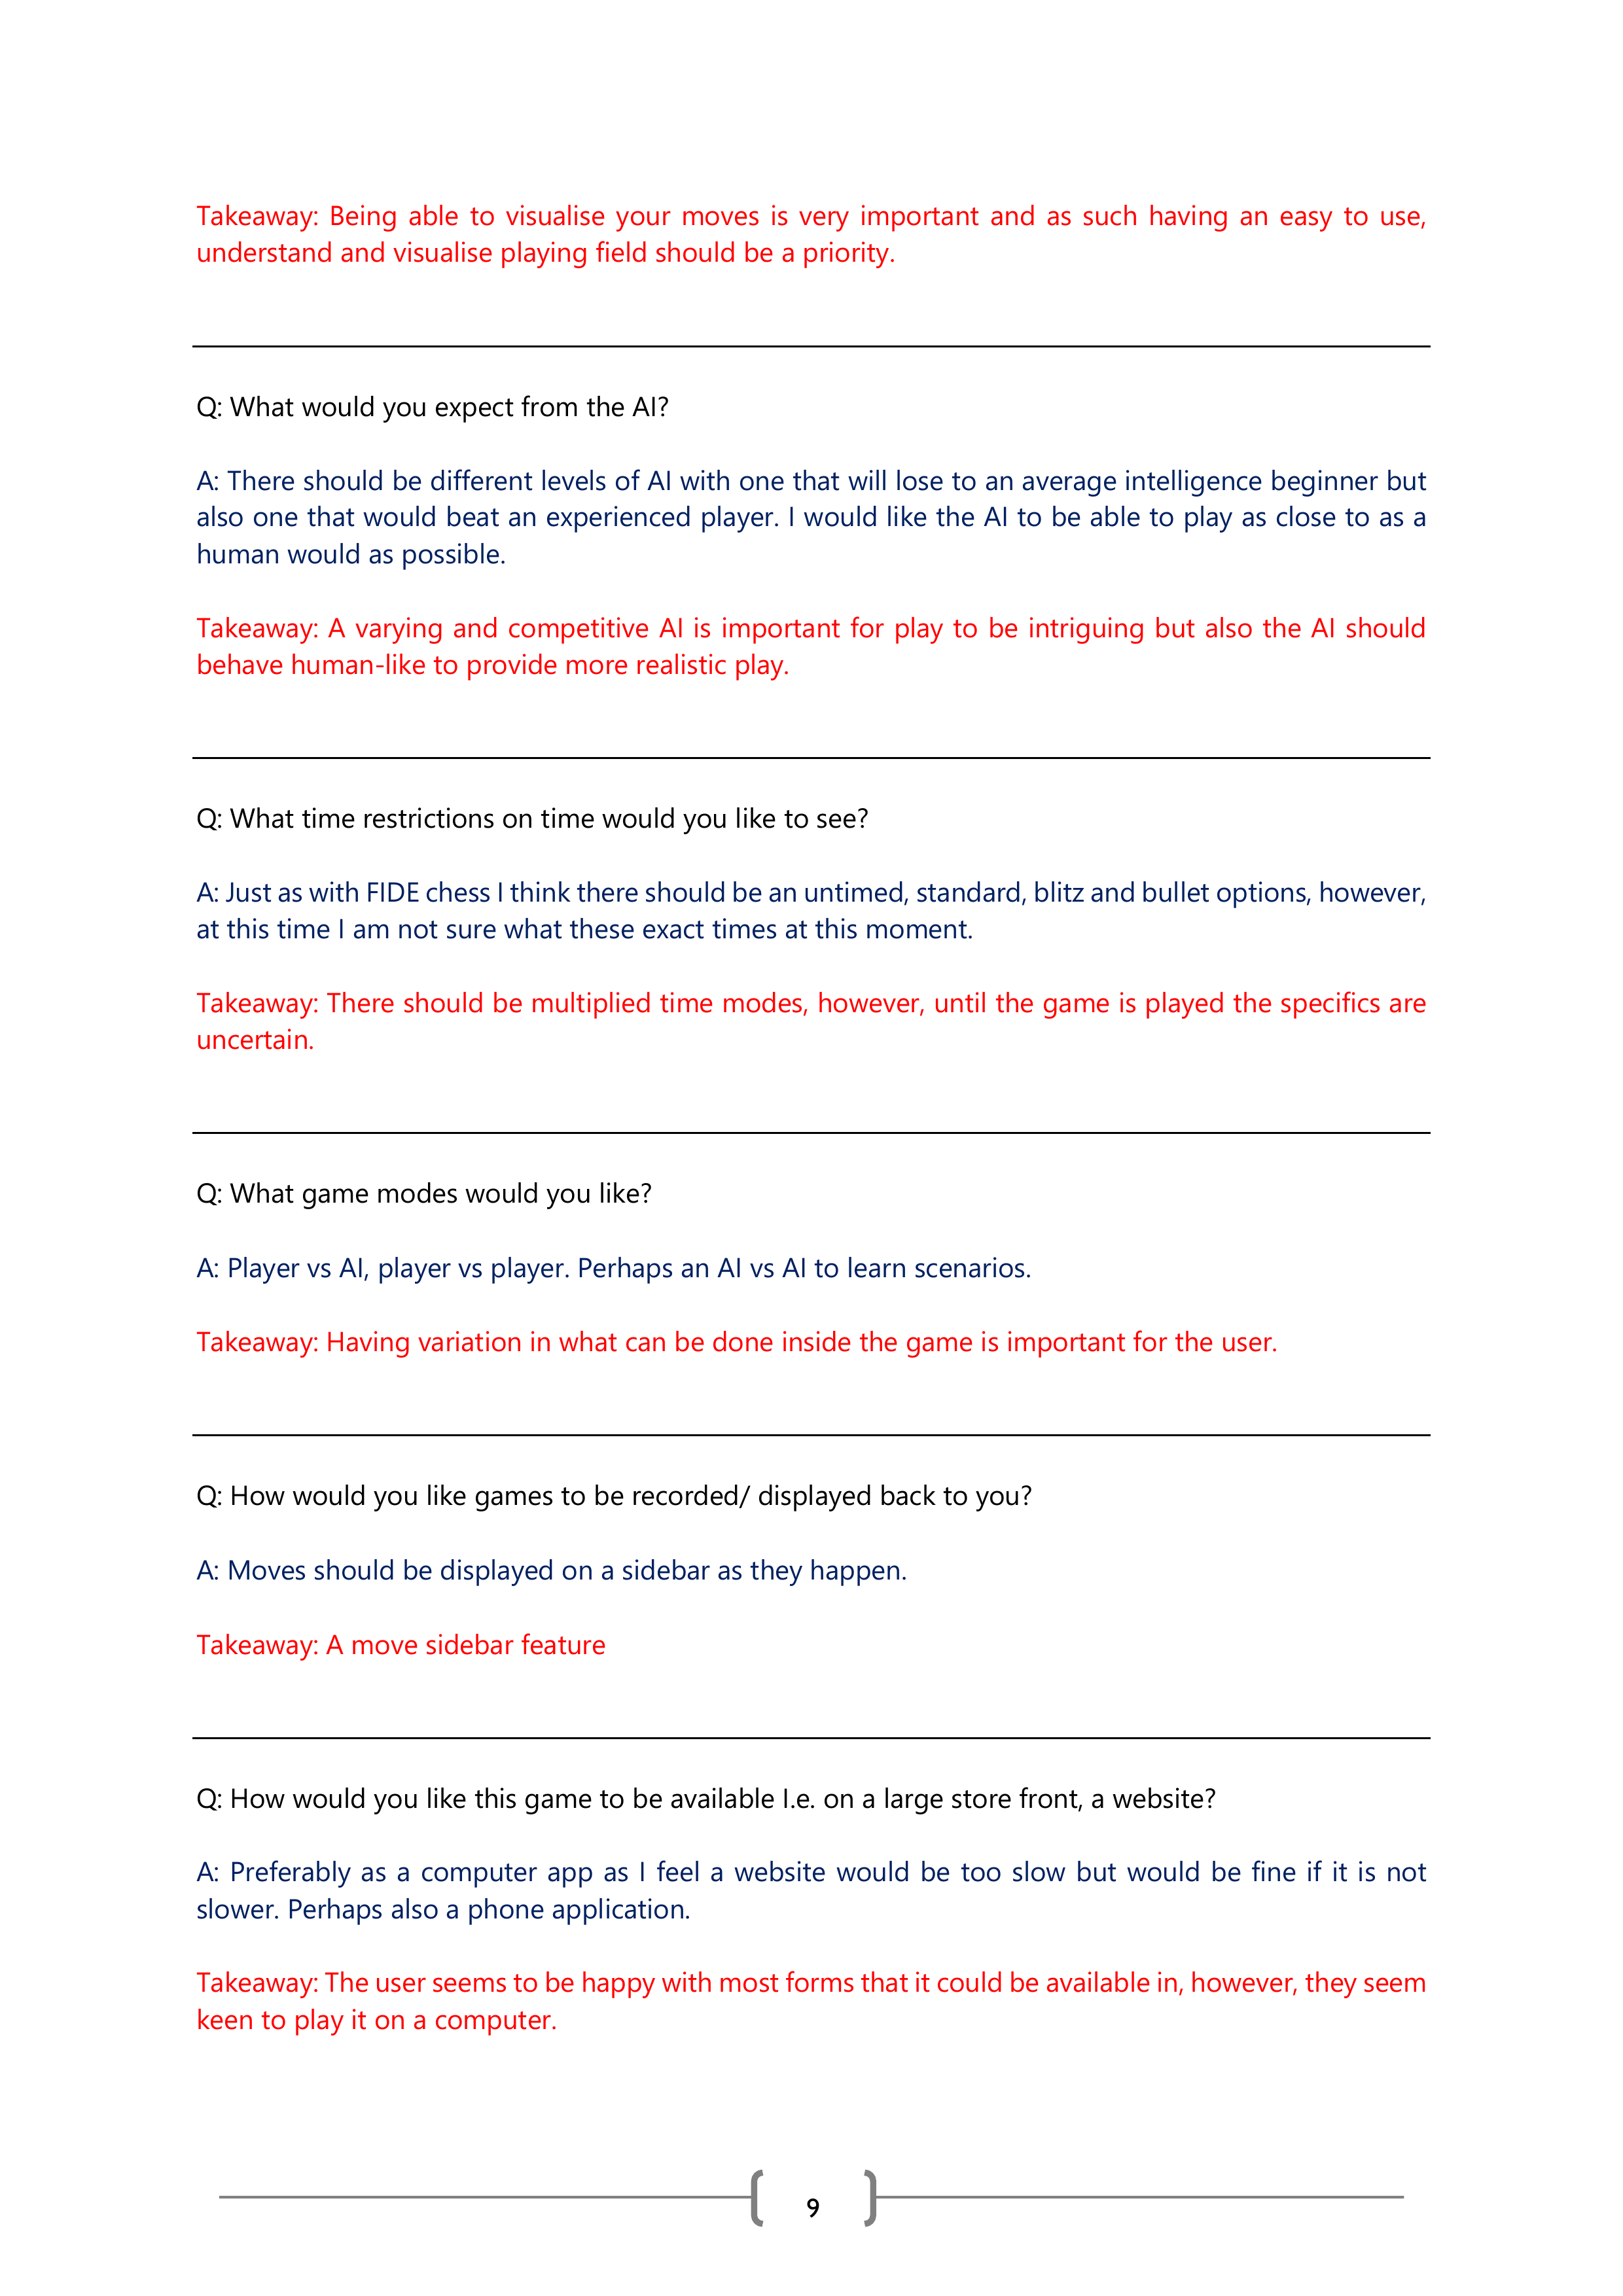 Takeaway: Being able to visualise your moves is very important and as such having an easy to use,
understand and visualise playing field should be a priority.
Q: What would you expect from the AI?
A: There should be different levels of AI with one that will lose to an average intelligence beginner but
also one that would beat an experienced player. I would like the AI to be able to play as close to as a
human would as possible.
Takeaway: A varying and competitive AI is important for play to be intriguing but also the AI should
behave human-like to provide more realistic play.
Q: What time restrictions on time would you like to see?
A: Just as with FIDE chess I think there should be an untimed, standard, blitz and bullet options, however,
at this time I am not sure what these exact times at this moment.
Takeaway: There should be multiplied time modes, however, until the game is played the specifics are
uncertain.
Q: What game modes would you like?
A: Player vs AI, player vs player. Perhaps an AI vs AI to learn scenarios.
Takeaway: Having variation in what can be done inside the game is important for the user.
Q: How would you like games to be recorded/ displayed back to you?
A: Moves should be displayed on a sidebar as they happen.
Takeaway: A move sidebar feature
Q: How would you like this game to be available I.e. on a large store front, a website?
A: Preferably as a computer app as I feel a website would be too slow but would be fine if it is not
slower. Perhaps also a phone application.
Takeaway: The user seems to be happy with most forms that it could be available in, however, they seem
keen to play it on a computer.
9